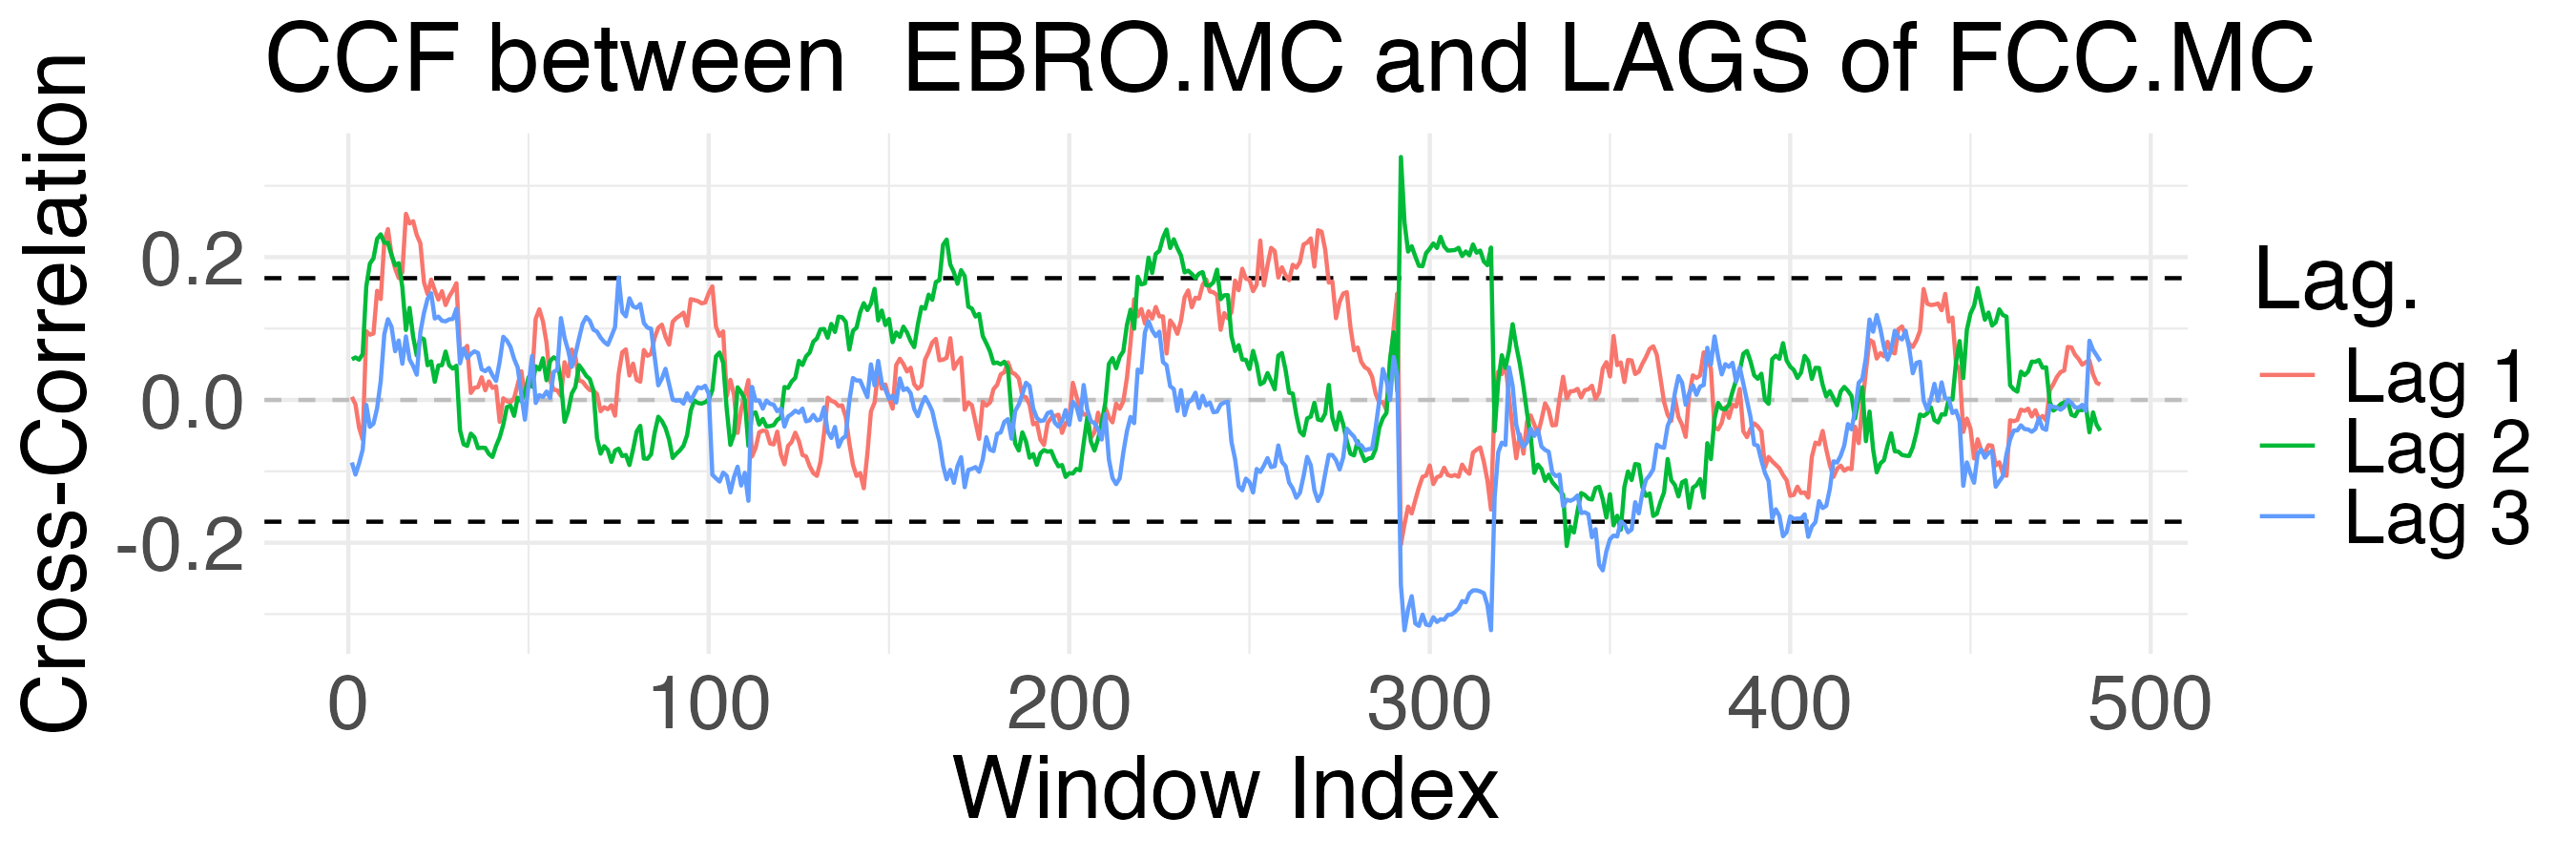 CCF between  EBRO.MC and LAGS of FCC.MC
Cross-Correlation
0.2
0.0
-0.2
0 100 200 300 400 500
Window Index
Lag.
Lag 1
Lag 2
Lag 3